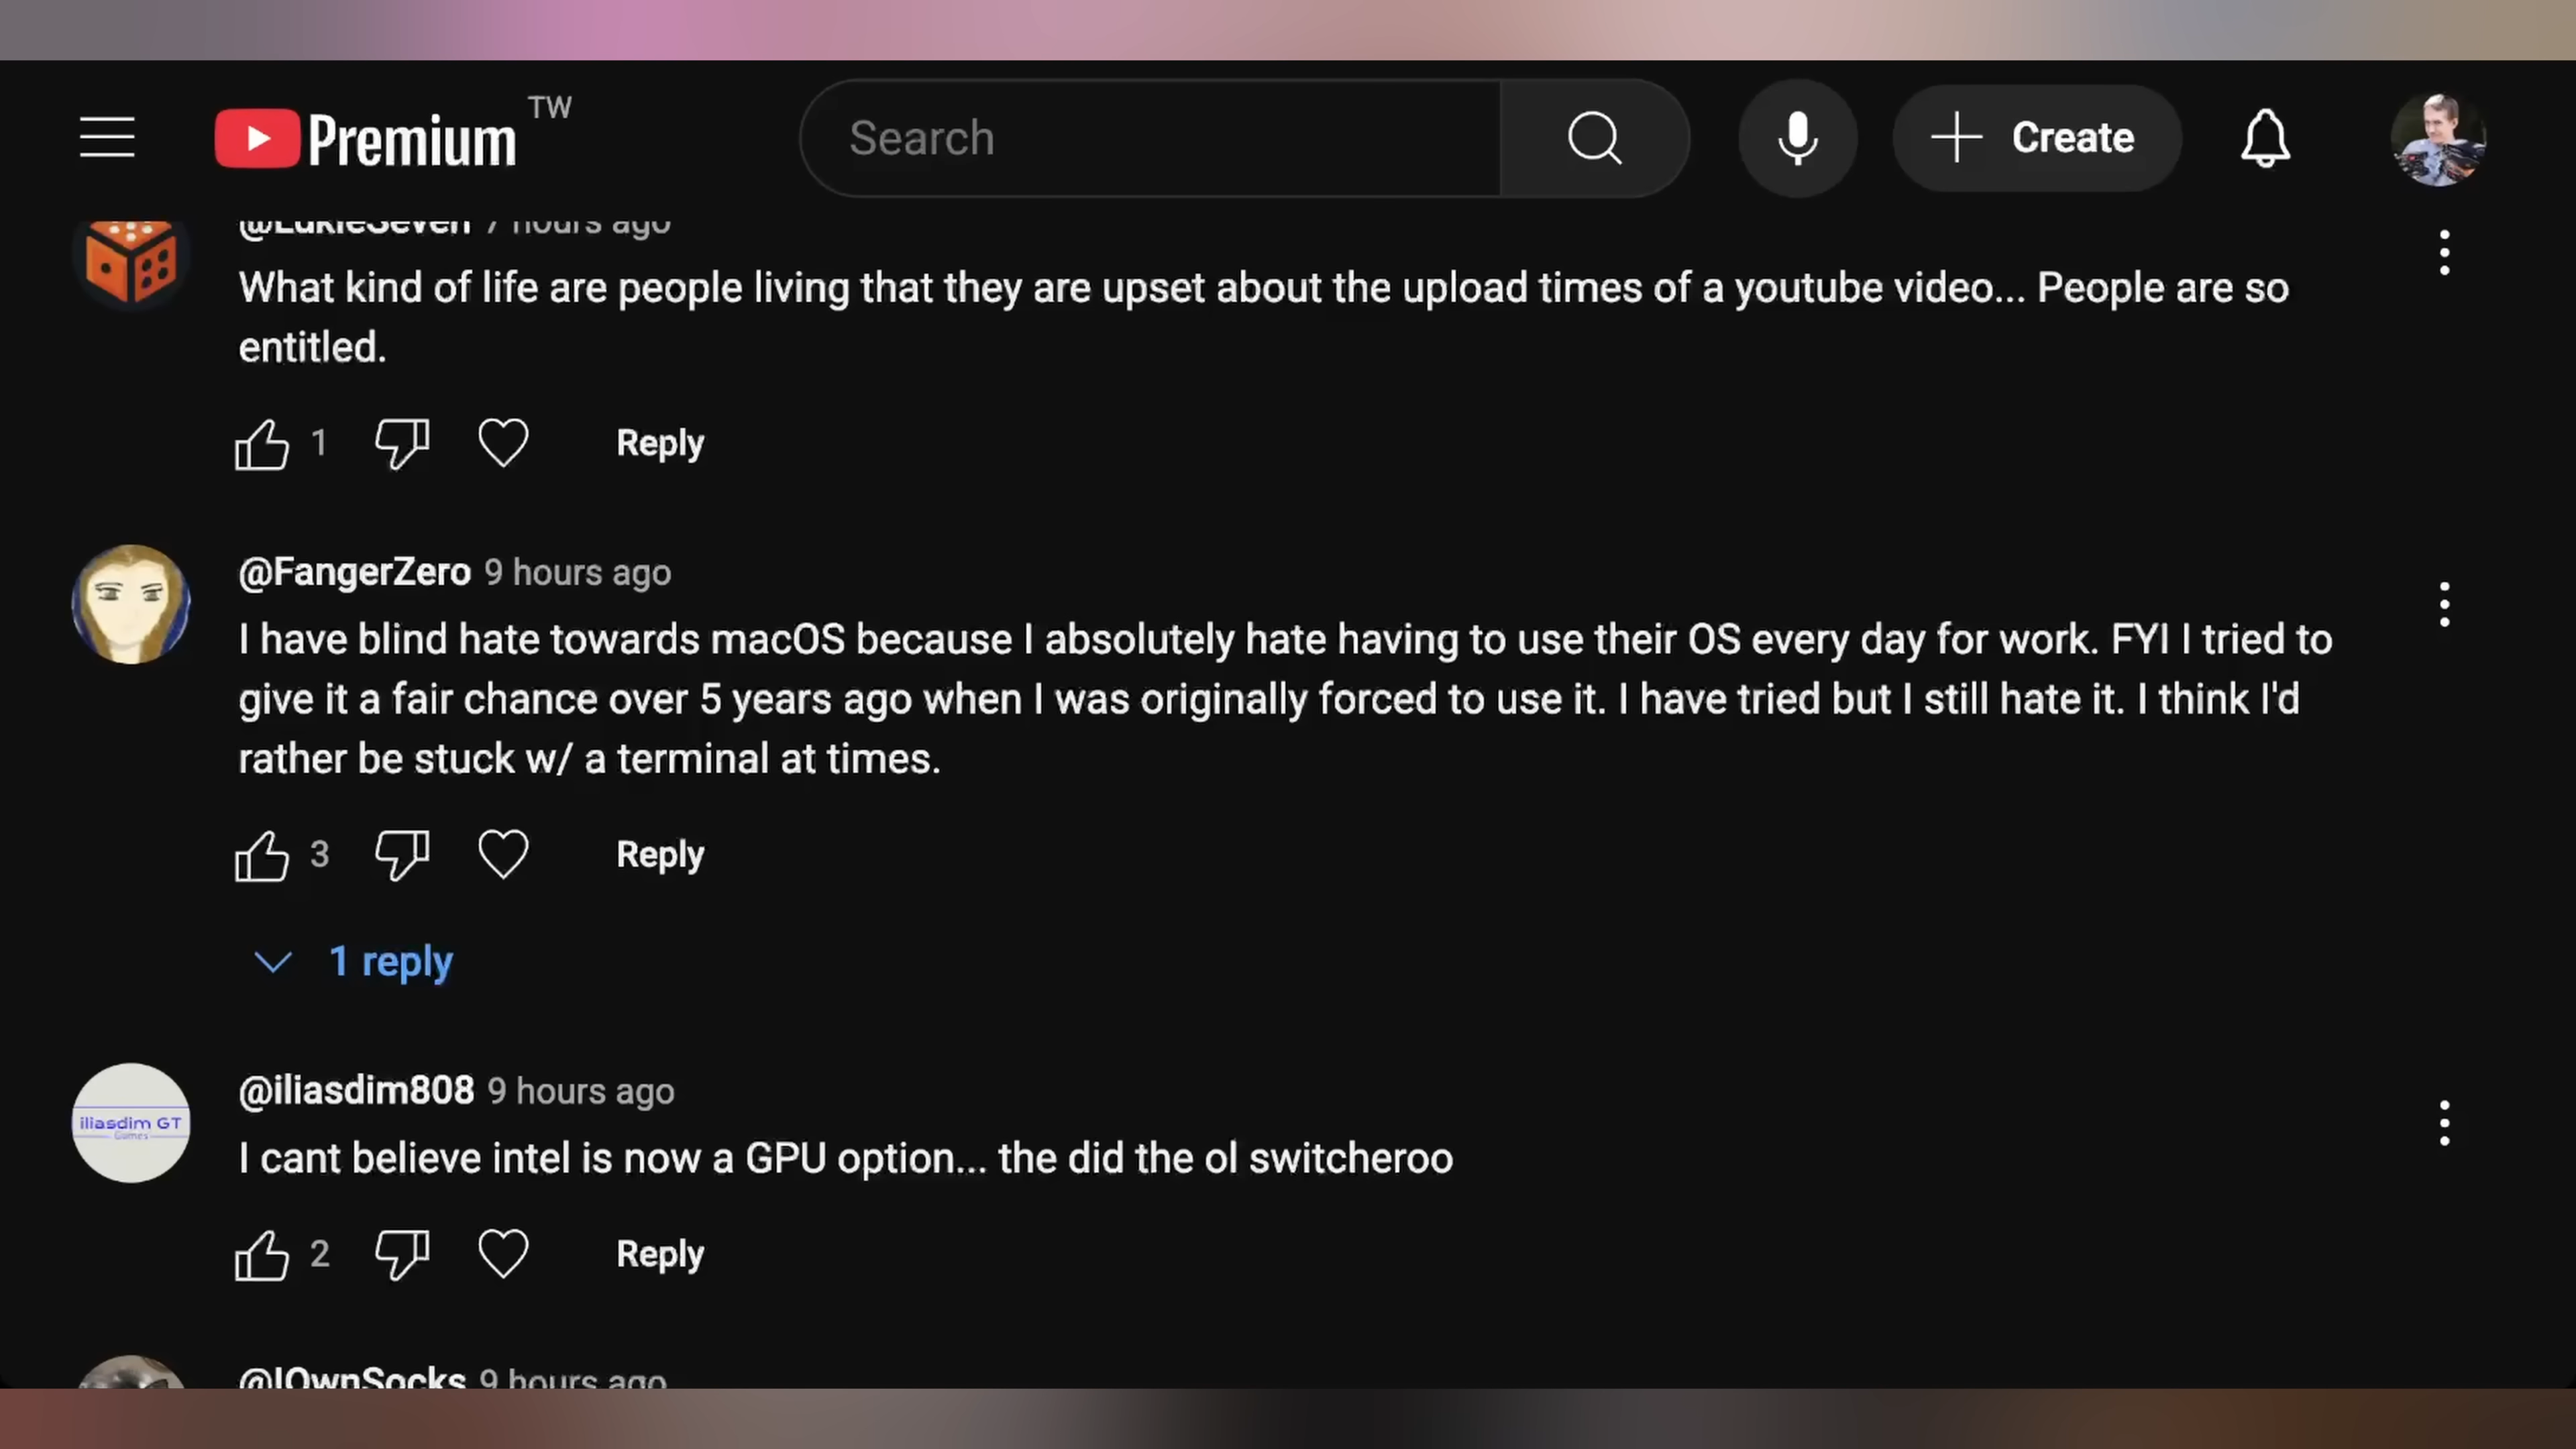 Premium TW
Search
Create
@LukieSeven 7 hours ago
What kind of life are people living that they are upset about the upload times of a youtube video... People are so
entitled.
1 Reply
@FangerZero 9 hours ago
I have blind hate towards macOS because I absolutely hate having to use their OS every day for work. FYI I tried to
give it a fair chance over 5 years ago when I was originally forced to use it. I have tried but I still hate it. I think I'd
rather be stuck w/ a terminal at times.
3 Reply
1 reply
iliasdim GT
Games
@iliasdim808 9 hours ago
I cant believe intel is now a GPU option... the did the ol switcheroo
2 Reply
@IOwnSocks 9 hours ago